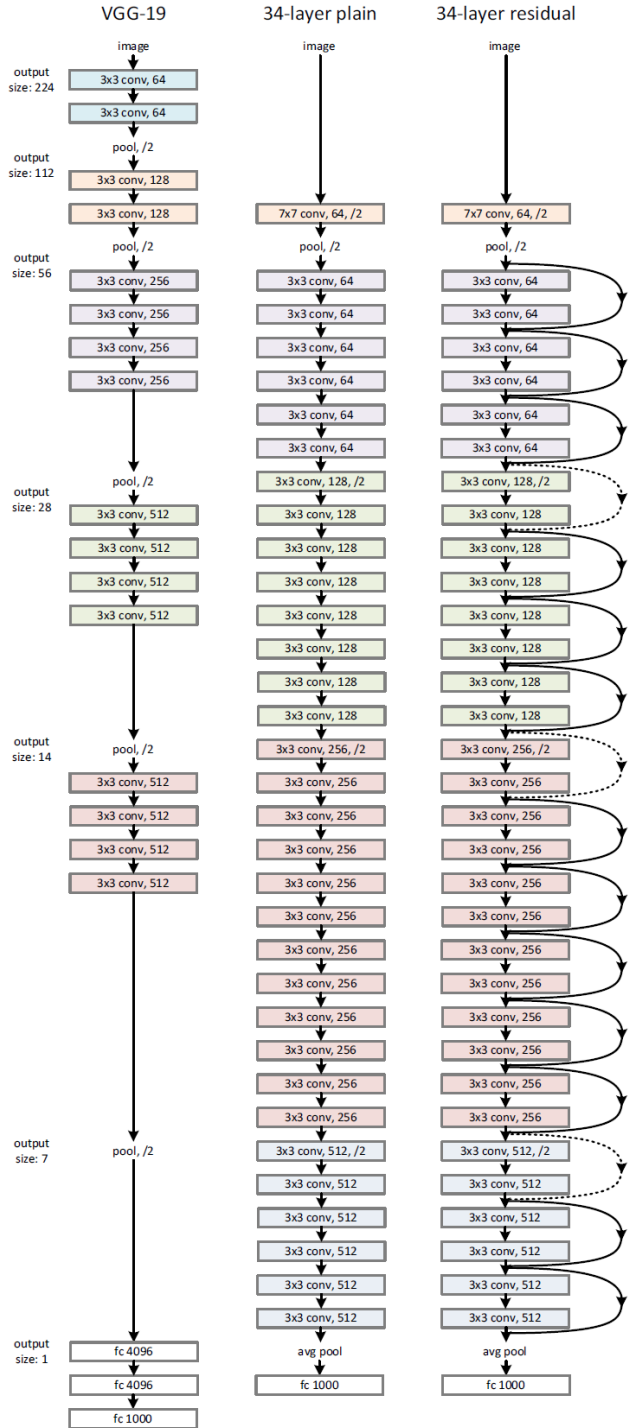 VGG-19
image
output
size: 224
3x3 conv, 64
3x3 conv, 64
pool, /2
output
size: 112
3x3 conv, 128
3x3 conv, 128
pool, /2
output
size: 56
3x3 conv, 256
3x3 conv, 256
3x3 conv, 256
3x3 conv, 256
pool, /2
output
size: 28
3x3 conv, 512
3x3 conv, 512
3x3 conv, 512
3x3 conv, 512
pool, /2
output
size: 14
3x3 conv, 512
3x3 conv, 512
3x3 conv, 512
3x3 conv, 512
output
size: 7
pool, /2
output
size: 1
fc 4096
fc 4096
fc 1000
34-layer plain
image
7x7 conv, 64, /2
pool, /2
3x3 conv, 64
3x3 conv, 64
3x3 conv, 64
3x3 conv, 64
3x3 conv, 64
3x3 conv, 64
3x3 conv, 128, /2
3x3 conv, 128
3x3 conv, 128
3x3 conv, 128
3x3 conv, 128
3x3 conv, 128
3x3 conv, 128
3x3 conv, 128
3x3 conv, 256, /2
3x3 conv, 256
3x3 conv, 256
3x3 conv, 256
3x3 conv, 256
3x3 conv, 256
3x3 conv, 256
3x3 conv, 256
3x3 conv, 256
3x3 conv, 256
3x3 conv, 256
3x3 conv, 256
3x3 conv, 512, /2
3x3 conv, 512
3x3 conv, 512
3x3 conv, 512
3x3 conv, 512
3x3 conv, 512
avg pool
fc 1000
34-layer residual
image
7x7 conv, 64, /2
pool, /2
3x3 conv, 64
3x3 conv, 64
3x3 conv, 64
3x3 conv, 64
3x3 conv, 64
3x3 conv, 64
3x3 conv, 128, /2
3x3 conv, 128
3x3 conv, 128
3x3 conv, 128
3x3 conv, 128
3x3 conv, 128
3x3 conv, 128
3x3 conv, 128
3x3 conv, 256, /2
3x3 conv, 256
3x3 conv, 256
3x3 conv, 256
3x3 conv, 256
3x3 conv, 256
3x3 conv, 256
3x3 conv, 256
3x3 conv, 256
3x3 conv, 256
3x3 conv, 256
3x3 conv, 256
3x3 conv, 512, /2
3x3 conv, 512
3x3 conv, 512
3x3 conv, 512
3x3 conv, 512
3x3 conv, 512
avg pool
fc 1000